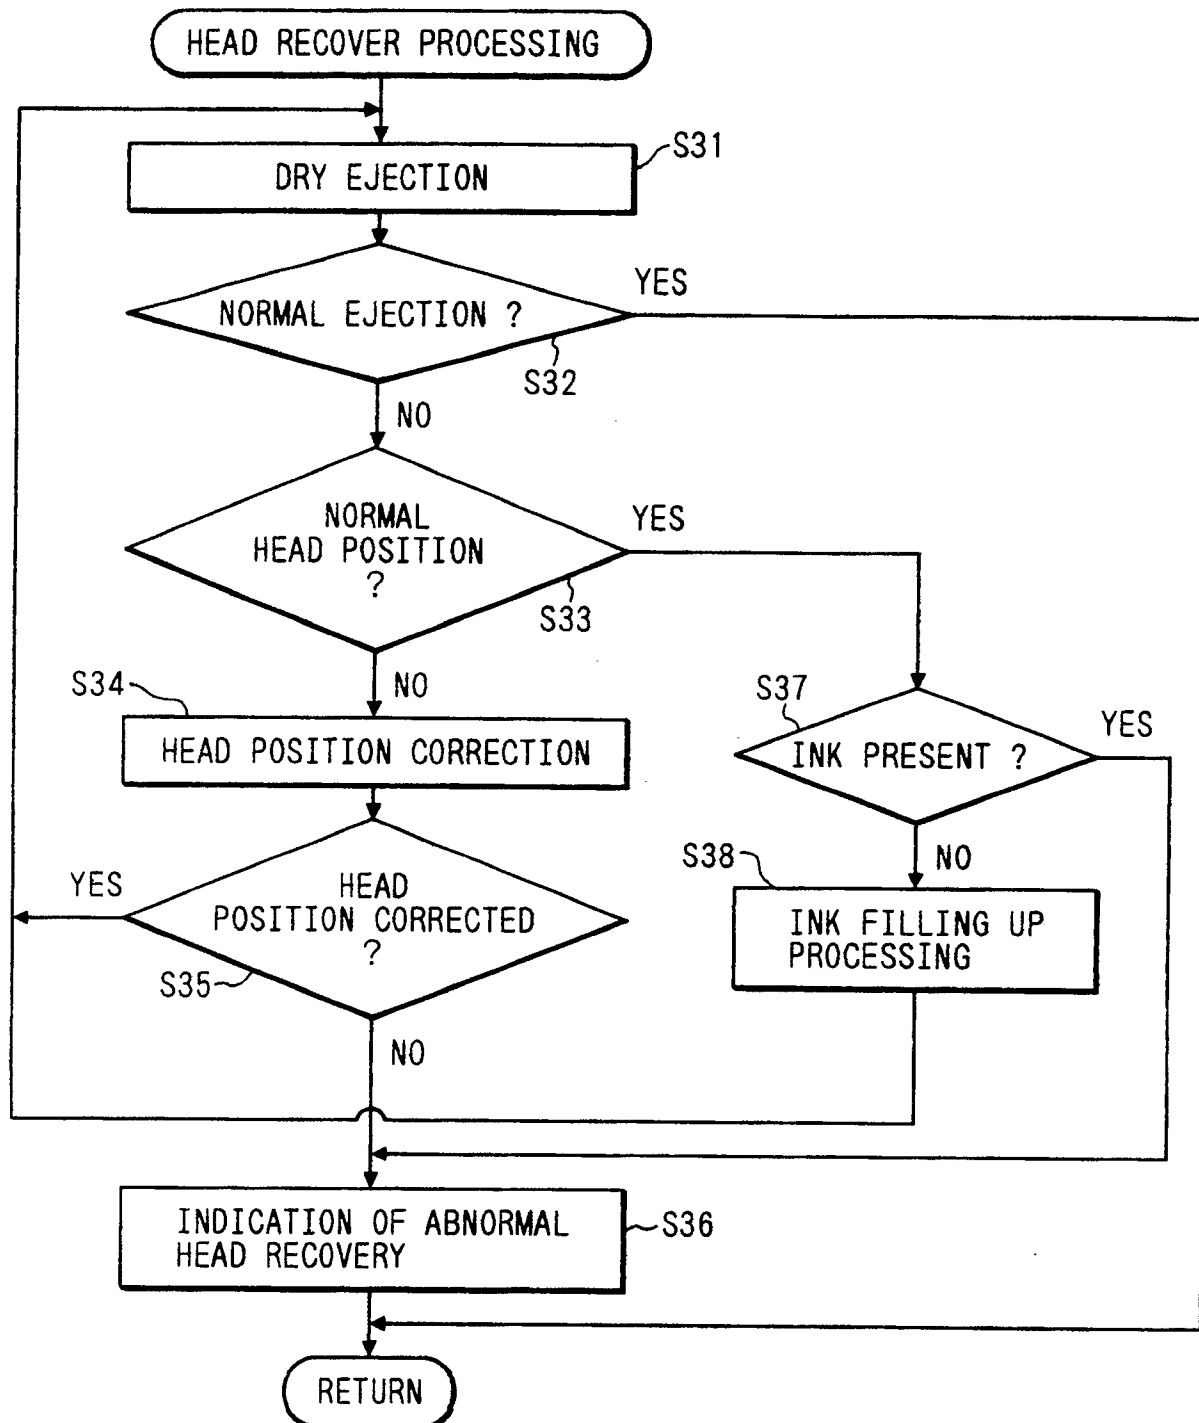 HEAD RECOVER PROCESSING
S31
DRY EJECTION
YES
NORMAL EJECTION ?
S32
NO
NORMAL
HEAD POSITION
?
YES
S33
NO
S34
HEAD POSITION CORRECTION
S37
INK PRESENT ?
YES
NO
S38
INK FILLING UP
PROCESSING
YES
HEAD
POSITION CORRECTED
?
S35
NO
INDICATION OF ABNORMAL
HEAD RECOVERY
S36
RETURN